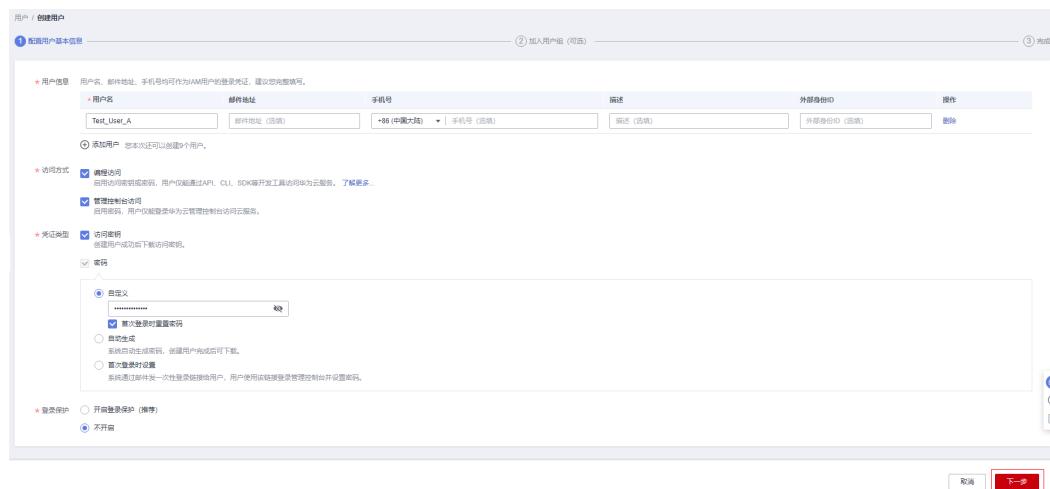 用户 / 创建用户
1 配置用户基本信息 2 加入用户组（可选） 3 完成
* 用户信息 用户名、邮件地址、手机号均可作为IAM用户的登录凭证，建议您完整填写。
* 用户名 邮件地址 手机号 描述 外部身份ID 操作
Test_User_A 邮件地址（选填） +86 (中国大陆) 手机号（选填） 描述（选填） 外部身份ID（选填） 删除
添加用户 您本次还可以创建9个用户。
* 访问方式 编程访问
启用访问密钥或密码，用户仅能通过API、CLI、SDK等开发工具访问华为云服务。 了解更多...
管理控制台访问
启用密码，用户仅能登录华为云管理控制台访问云服务。
* 凭证类型 访问密钥
创建用户成功后下载访问密钥。
密码
自定义
••••••••••••••
首次登录时重置密码
自动生成
系统自动生成密码，创建用户完成后可下载。
首次登录时设置
系统通过邮件发一次性登录链接给用户，用户使用该链接登录管理控制台并设置密码。
* 登录保护 开启登录保护（推荐）
不开启
取消 下一步